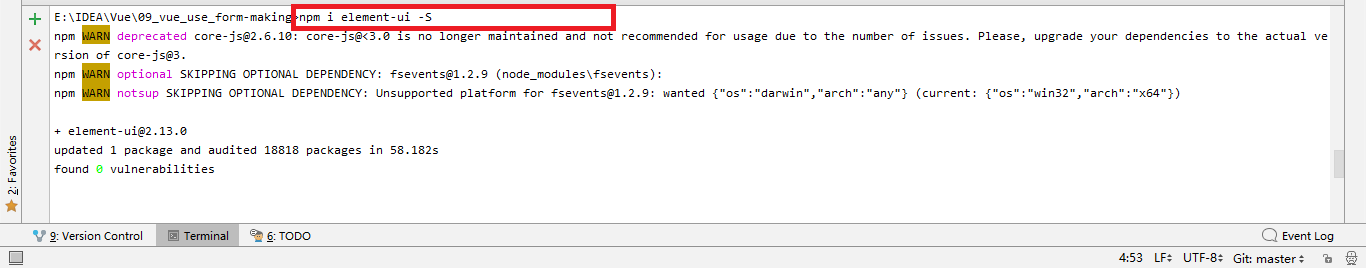 E:\IDEA\Vue\09_vue_use_form-making>npm i element-ui -S
npm WARN deprecated core-js@2.6.10: core-js@<3.0 is no longer maintained and not recommended for usage due to the number of issues. Please, upgrade your dependencies to the actual ve
rsion of core-js@3.
npm WARN optional SKIPPING OPTIONAL DEPENDENCY: fsevents@1.2.9 (node_modules\fsevents):
npm WARN notsup SKIPPING OPTIONAL DEPENDENCY: Unsupported platform for fsevents@1.2.9: wanted {"os":"darwin","arch":"any"} (current: {"os":"win32","arch":"x64"})
+ element-ui@2.13.0
updated 1 package and audited 18818 packages in 58.182s
found 0 vulnerabilities
2: Favorites
9: Version Control Terminal 6: TODO Event Log
4:53 LF UTF-8 Git: master